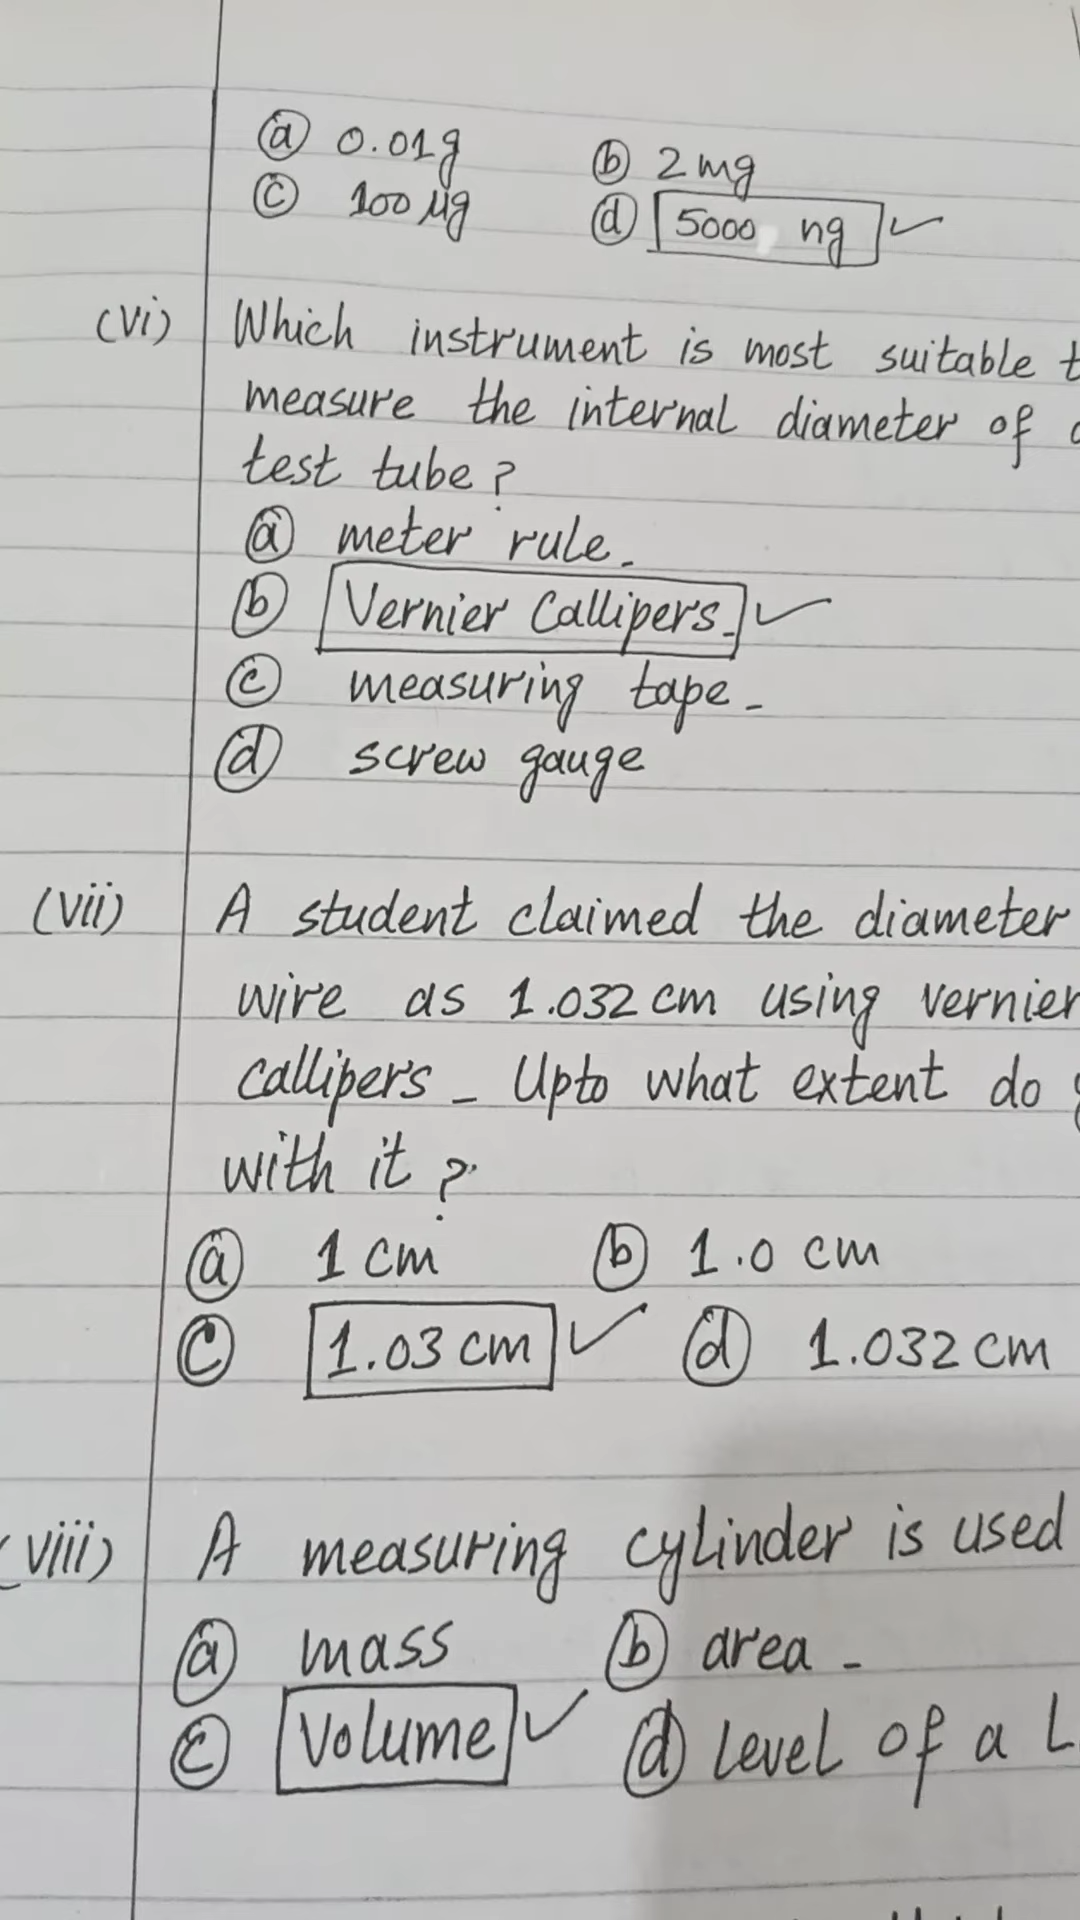 (a) 0.01g (b) 2 mg
(c) 100 µg (d) 5000 ng
(vi) Which instrument is most suitable
measure the internal diameter of
test tube?
(a) meter rule.
(b) Vernier Callipers.
(c) measuring tape.
(d) screw gauge
(vii) A student claimed the diameter
wire as 1.032 cm using vernier
callipers. Upto what extent do
with it?
(a) 1 cm (b) 1.0 cm
(c) 1.03 cm (d) 1.032 cm
(viii) A measuring cylinder is used
(a) mass (b) area.
(c) Volume (d) level of a